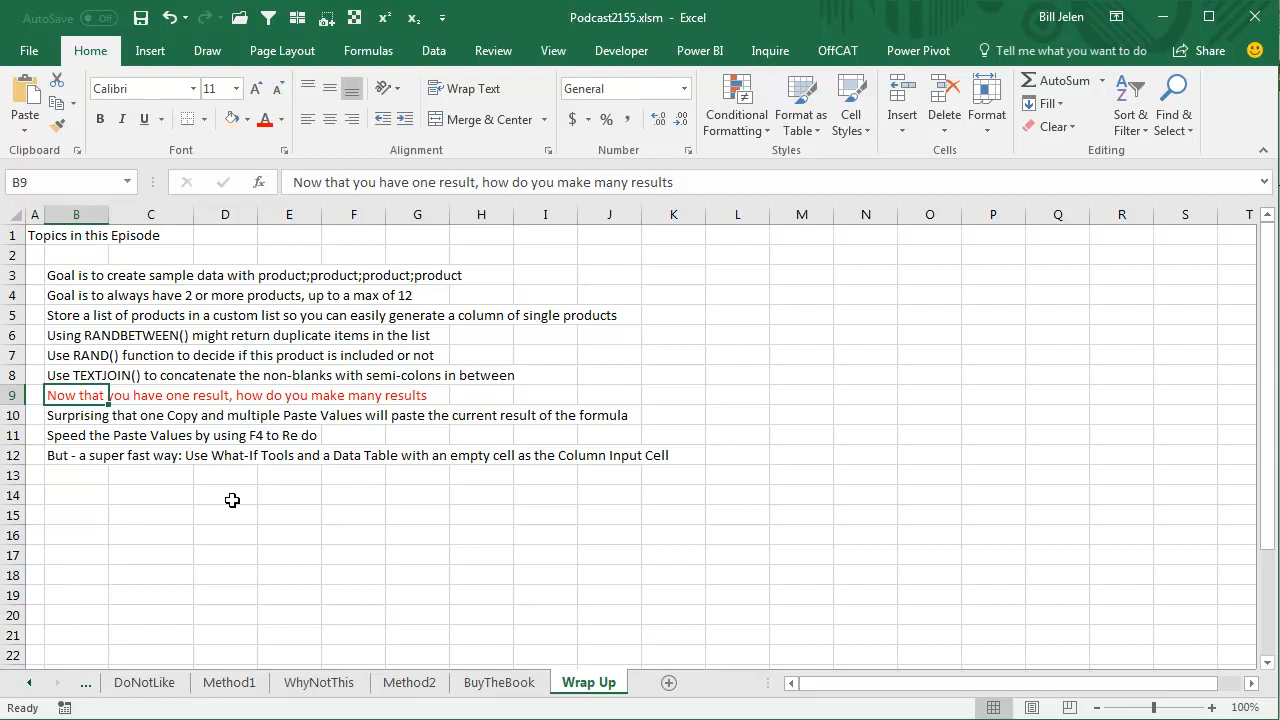 AutoSave Off
Podcast2155.xlsm - Excel
Bill Jelen
File Home Insert Draw Page Layout Formulas Data Review View Developer Power BI Inquire OffCAT Power Pivot Tell me what you want to do Share
Calibri 11
Wrap Text
General
AutoSum
Paste
B I U
Merge & Center
$ % ,
Conditional Formatting
Format as Table
Cell Styles
Insert
Delete
Format
Fill
Clear
Sort & Filter
Find & Select
Clipboard Font Alignment Number Styles Cells Editing
B9 fx Now that you have one result, how do you make many results
A B C D E F G H I J K L M N O P Q R S T
1 Topics in this Episode
2
3 Goal is to create sample data with product;product;product;product
4 Goal is to always have 2 or more products, up to a max of 12
5 Store a list of products in a custom list so you can easily generate a column of single products
6 Using RANDBETWEEN() might return duplicate items in the list
7 Use RAND() function to decide if this product is included or not
8 Use TEXTJOIN() to concatenate the non-blanks with semi-colons in between
9 Now that you have one result, how do you make many results
10 Surprising that one Copy and multiple Paste Values will paste the current result of the formula
11 Speed the Paste Values by using F4 to Re do
12 But - a super fast way: Use What-If Tools and a Data Table with an empty cell as the Column Input Cell
13
14
15
16
17
18
19
20
21
22
... DoNotLike Method1 WhyNotThis Method2 BuyTheBook Wrap Up
Ready
100%